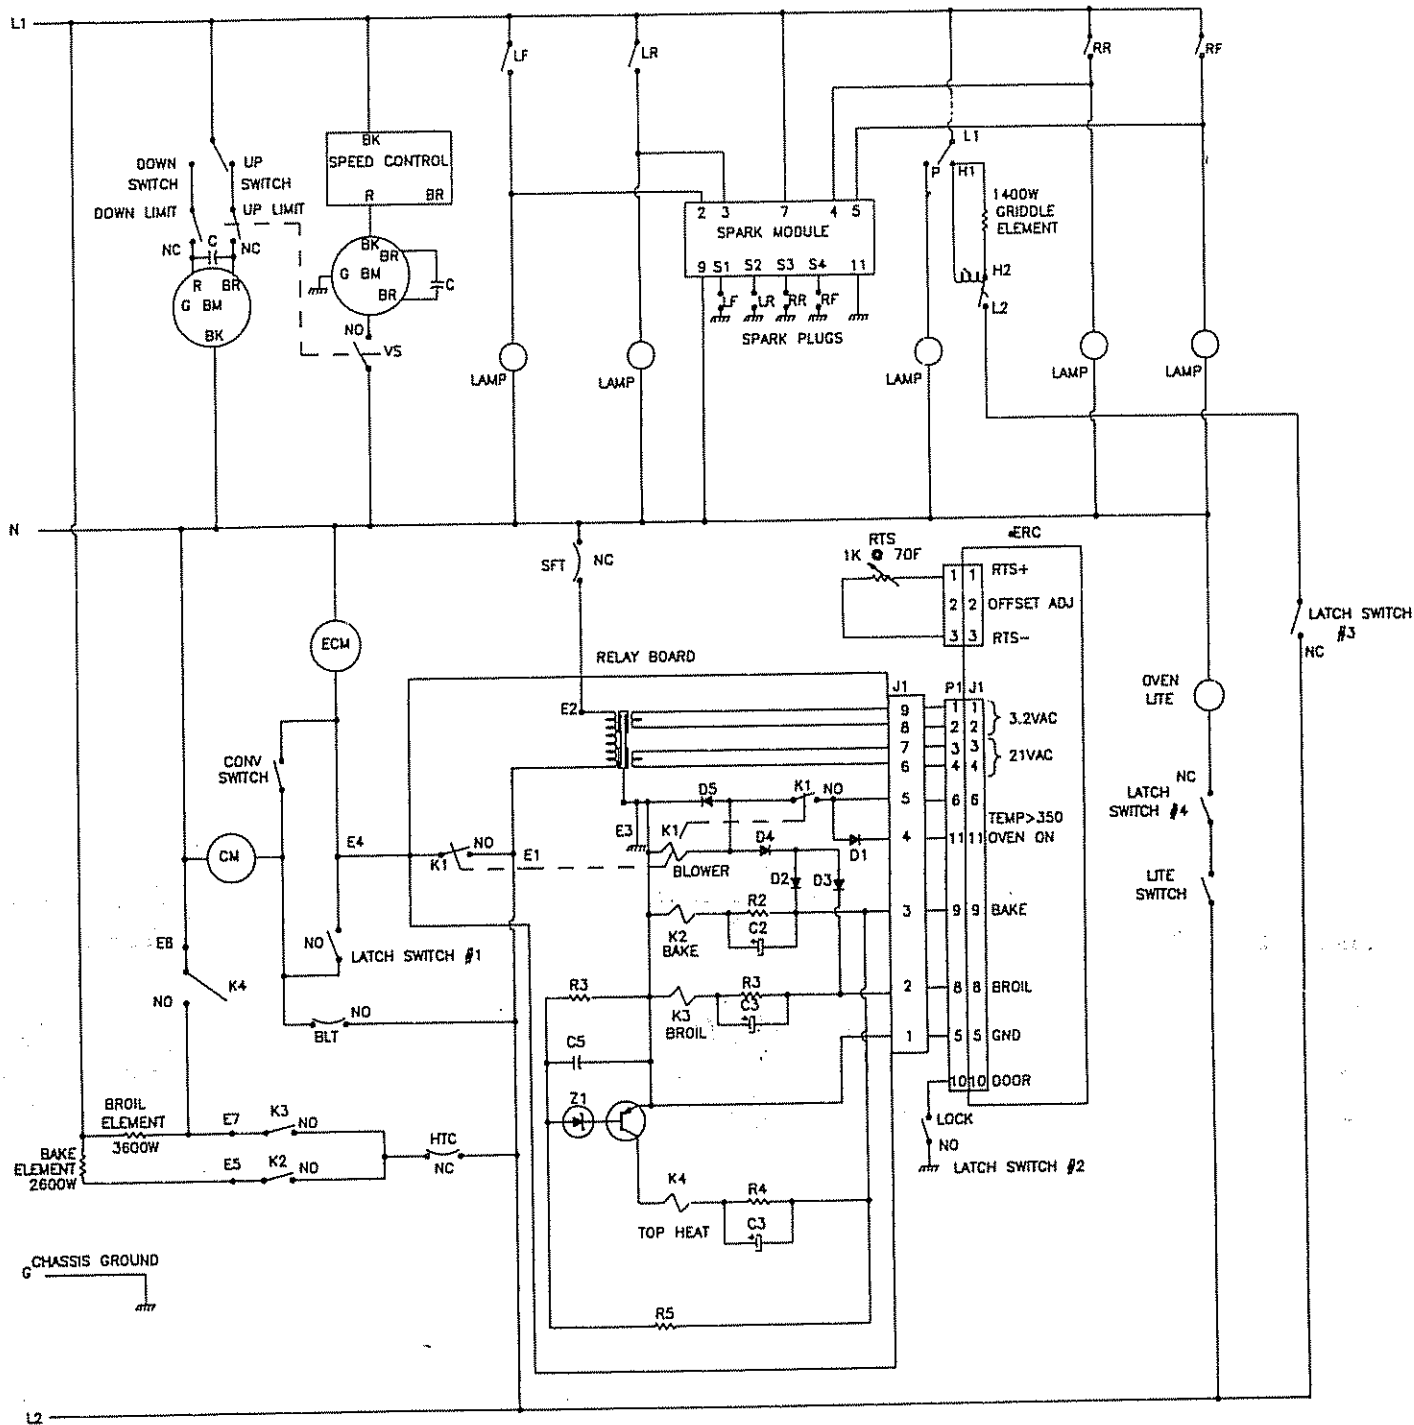 L1
LF
LR
RR
RF
BK
SPEED CONTROL
R BR
DOWN
SWITCH
UP
SWITCH
DOWN LIMIT
UP LIMIT
NC C NC
R BR
G BM
BK
BK
BR
G BM
BR
C
NO
VS
2 3 7 4 5
SPARK MODULE
9 S1 S2 S3 S4 11
LF LR RR RF
SPARK PLUGS
L1
P H1
1400W
GRIDDLE
ELEMENT
H2
L2
LAMP
LAMP
LAMP
LAMP
LAMP
N
SFT NC
RTS
1K @ 70F
ERC
1 1 RTS+
2 2 OFFSET ADJ
3 3 RTS-
LATCH SWITCH
#3
NC
ECM
RELAY BOARD
OVEN
LITE
J1
P1 J1
E2
9 1 1
8 2 2
3.2VAC
7 3 3
6 4 4
21VAC
CONV
SWITCH
NC
LATCH
SWITCH #4
D5 K1 NO
5 6 6
TEMP>350
E3
K1
D4
D1
4 11 11 OVEN ON
CM
E4
K1 NO E1
BLOWER
D2 D3
LITE
SWITCH
R2
3 9 9 BAKE
C2
K2
BAKE
E8
NO
LATCH SWITCH #1
K4
NO
R3
R3
2 8 8 BROIL
C3
K3
BROIL
NO
BLT
C5
1 5 5 GND
10 10 DOOR
Z1
LOCK
NO
LATCH SWITCH #2
BROIL
ELEMENT
3600W
E7 K3 NO
HTC
NC
BAKE
ELEMENT
2600W
E5 K2 NO
K4 R4
TOP HEAT
C3
CHASSIS GROUND
G
R5
L2